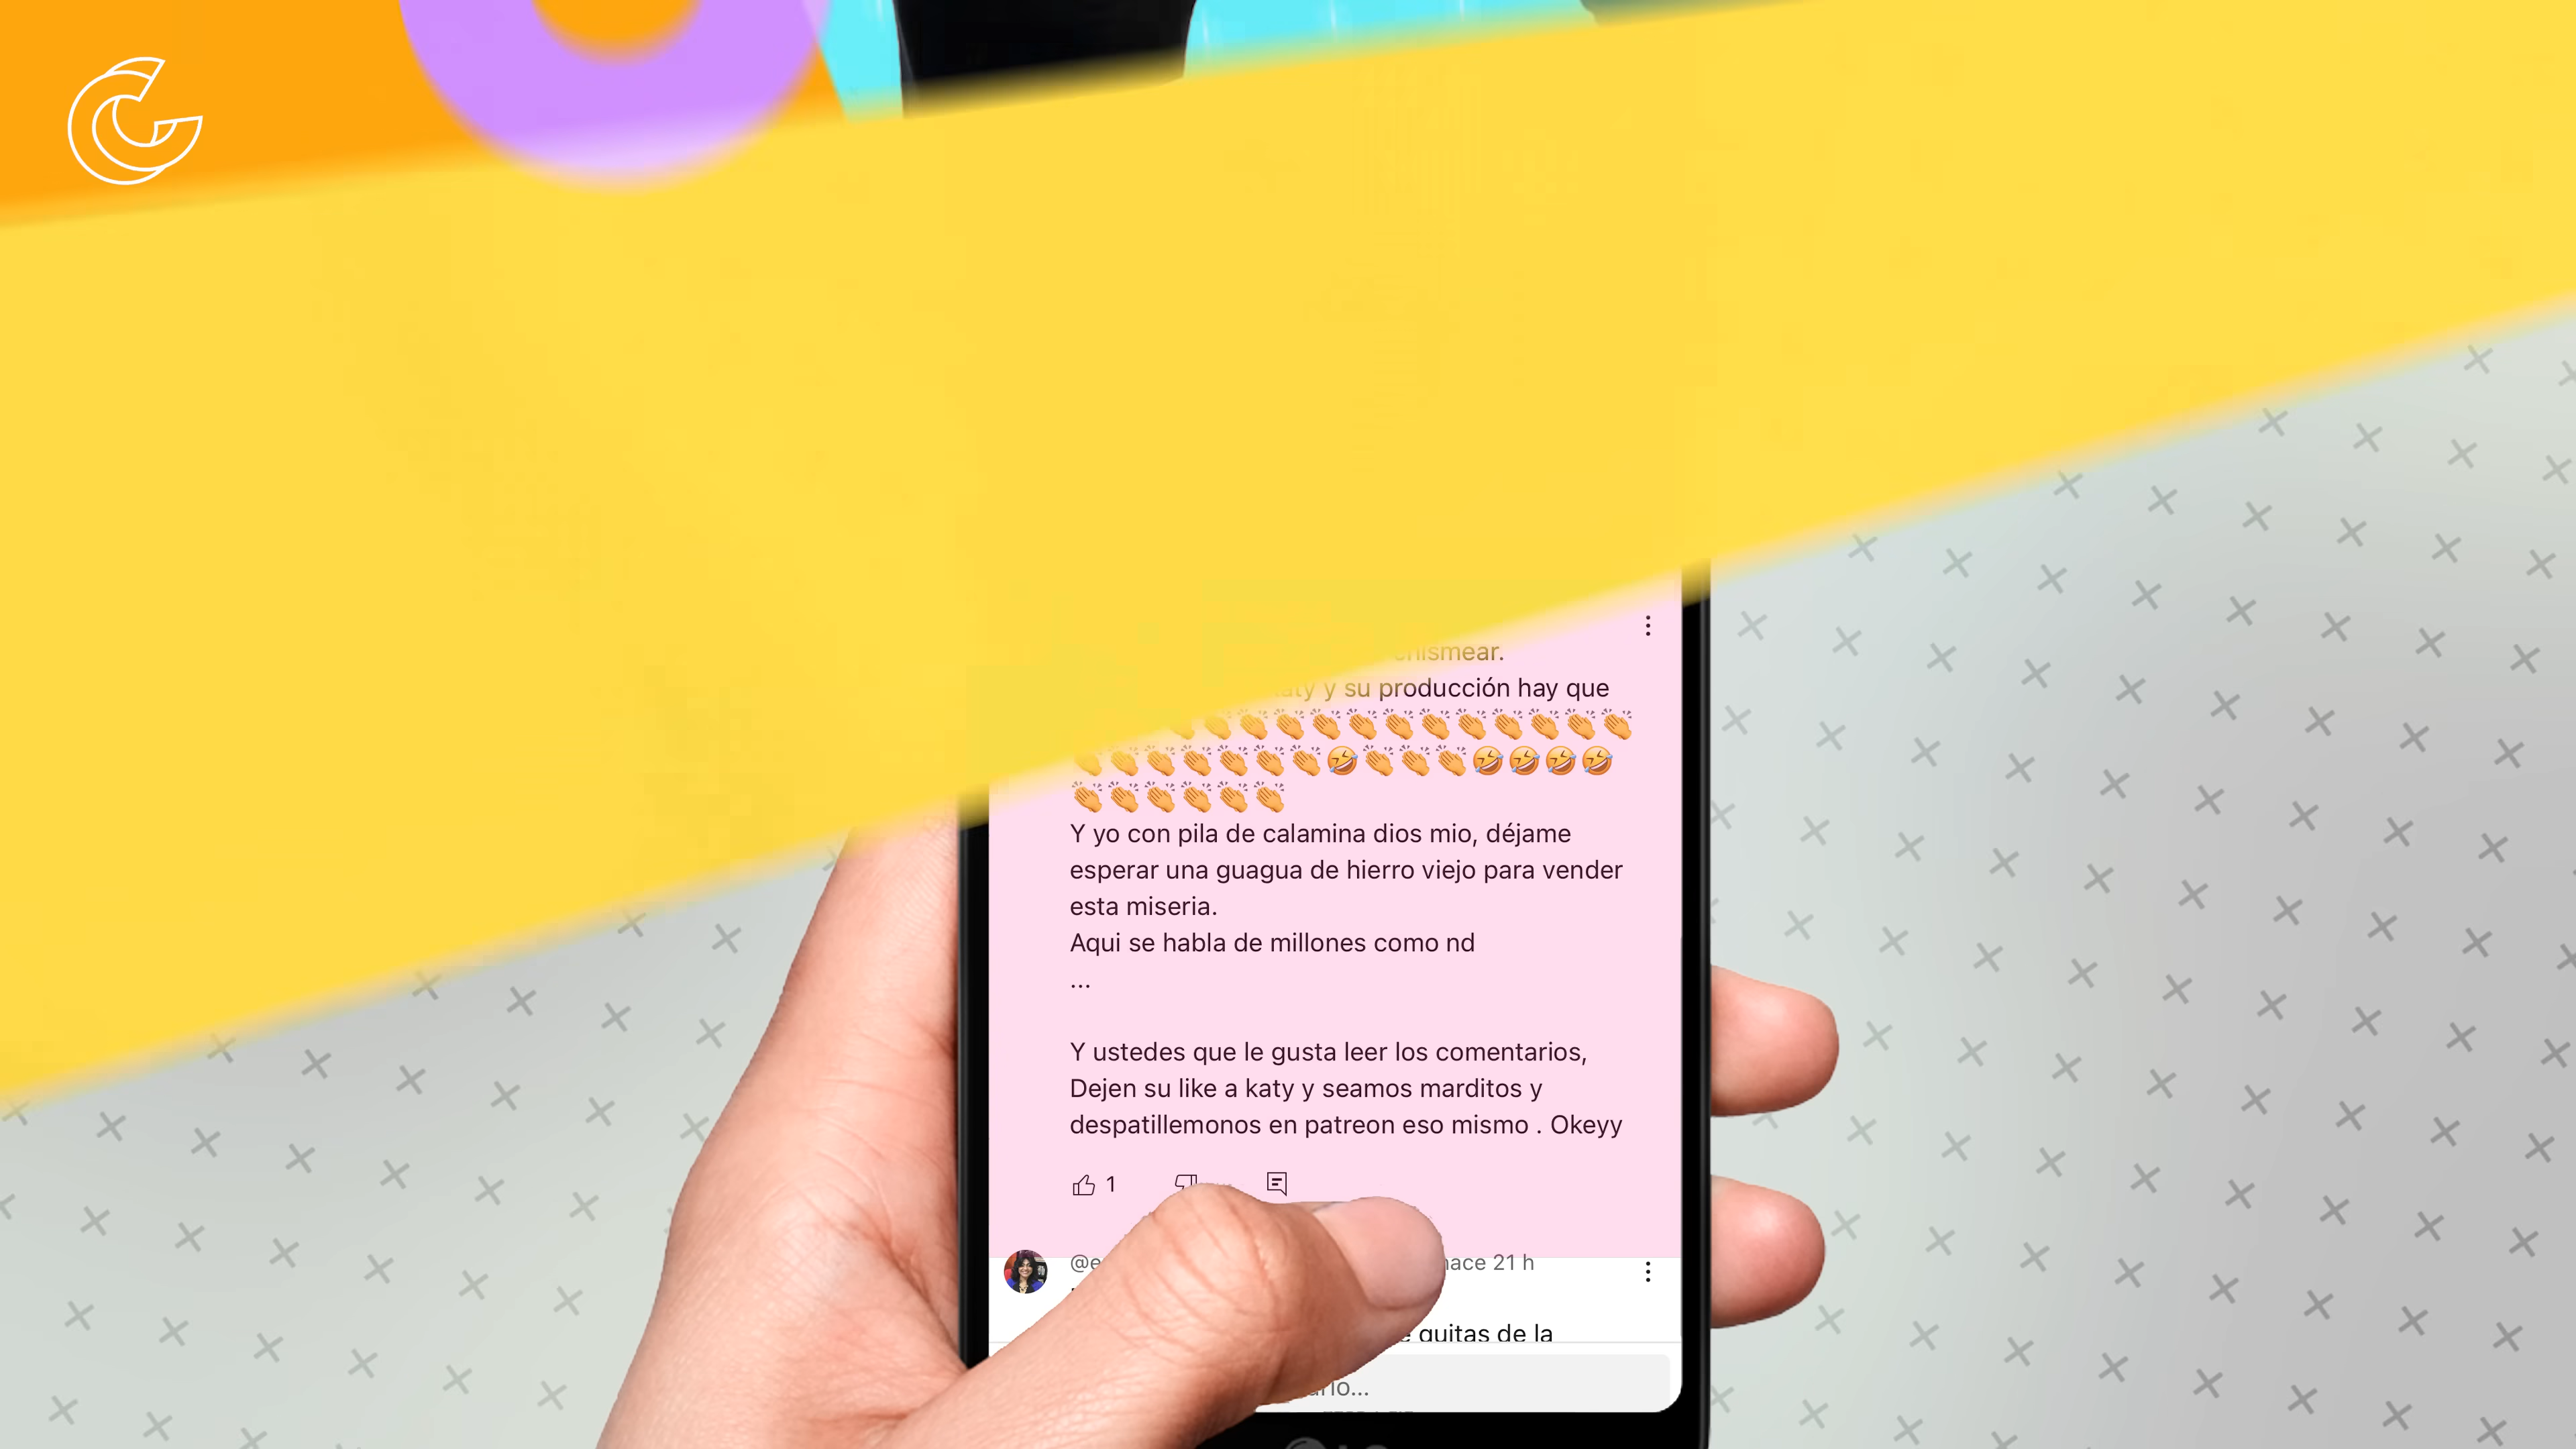 chismear.
y su producción hay que
👏👏👏👏👏👏👏👏👏👏👏👏👏
👏👏👏👏👏👏👏🤣👏👏👏🤣🤣🤣🤣
👏👏👏👏👏👏
Y yo con pila de calamina dios mio, déjame
esperar una guagua de hierro viejo para vender
esta miseria.
Aqui se habla de millones como nd
...
Y ustedes que le gusta leer los comentarios,
Dejen su like a katy y seamos marditos y
despatillemonos en patreon eso mismo . Okeyy
1
hace 21 h
quitas de la